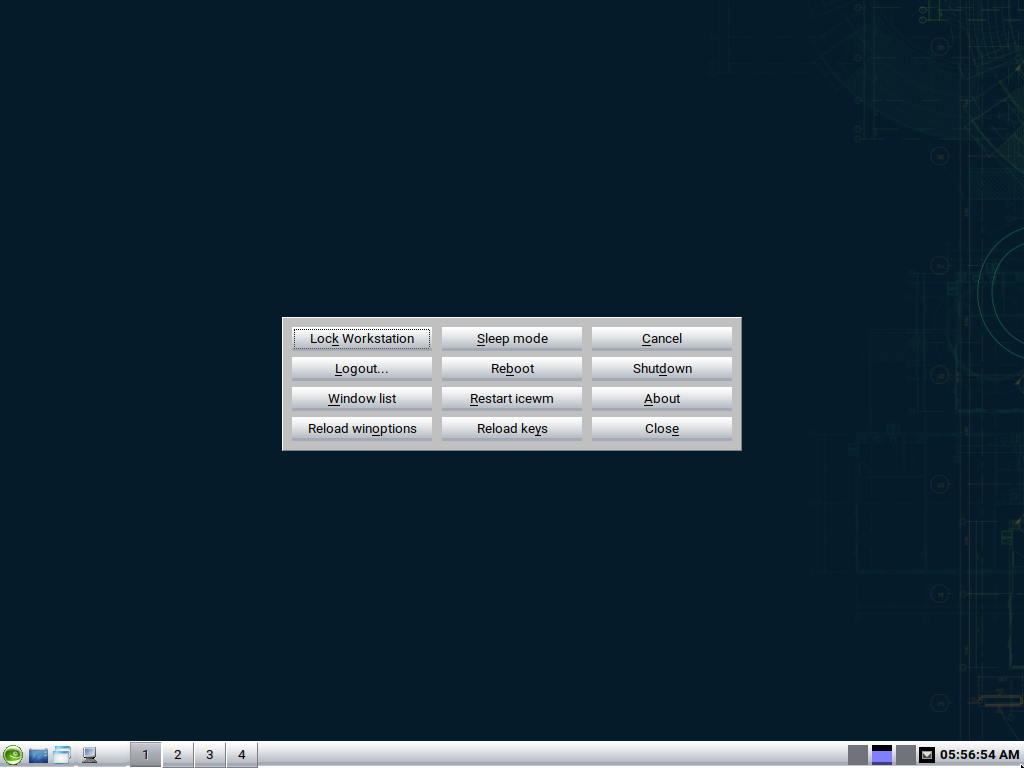 Lock Workstation Sleep mode Cancel
Logout... Reboot Shutdown
Window list Restart icewm About
Reload winoptions Reload keys Close
1 2 3 4 05:56:54 AM